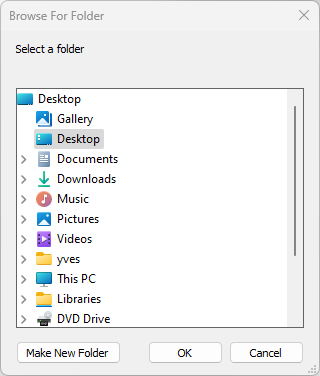 Browse For Folder
Select a folder
Desktop
Gallery
Desktop
Documents
Downloads
Music
Pictures
Videos
yves
This PC
Libraries
DVD Drive
Make New Folder OK Cancel